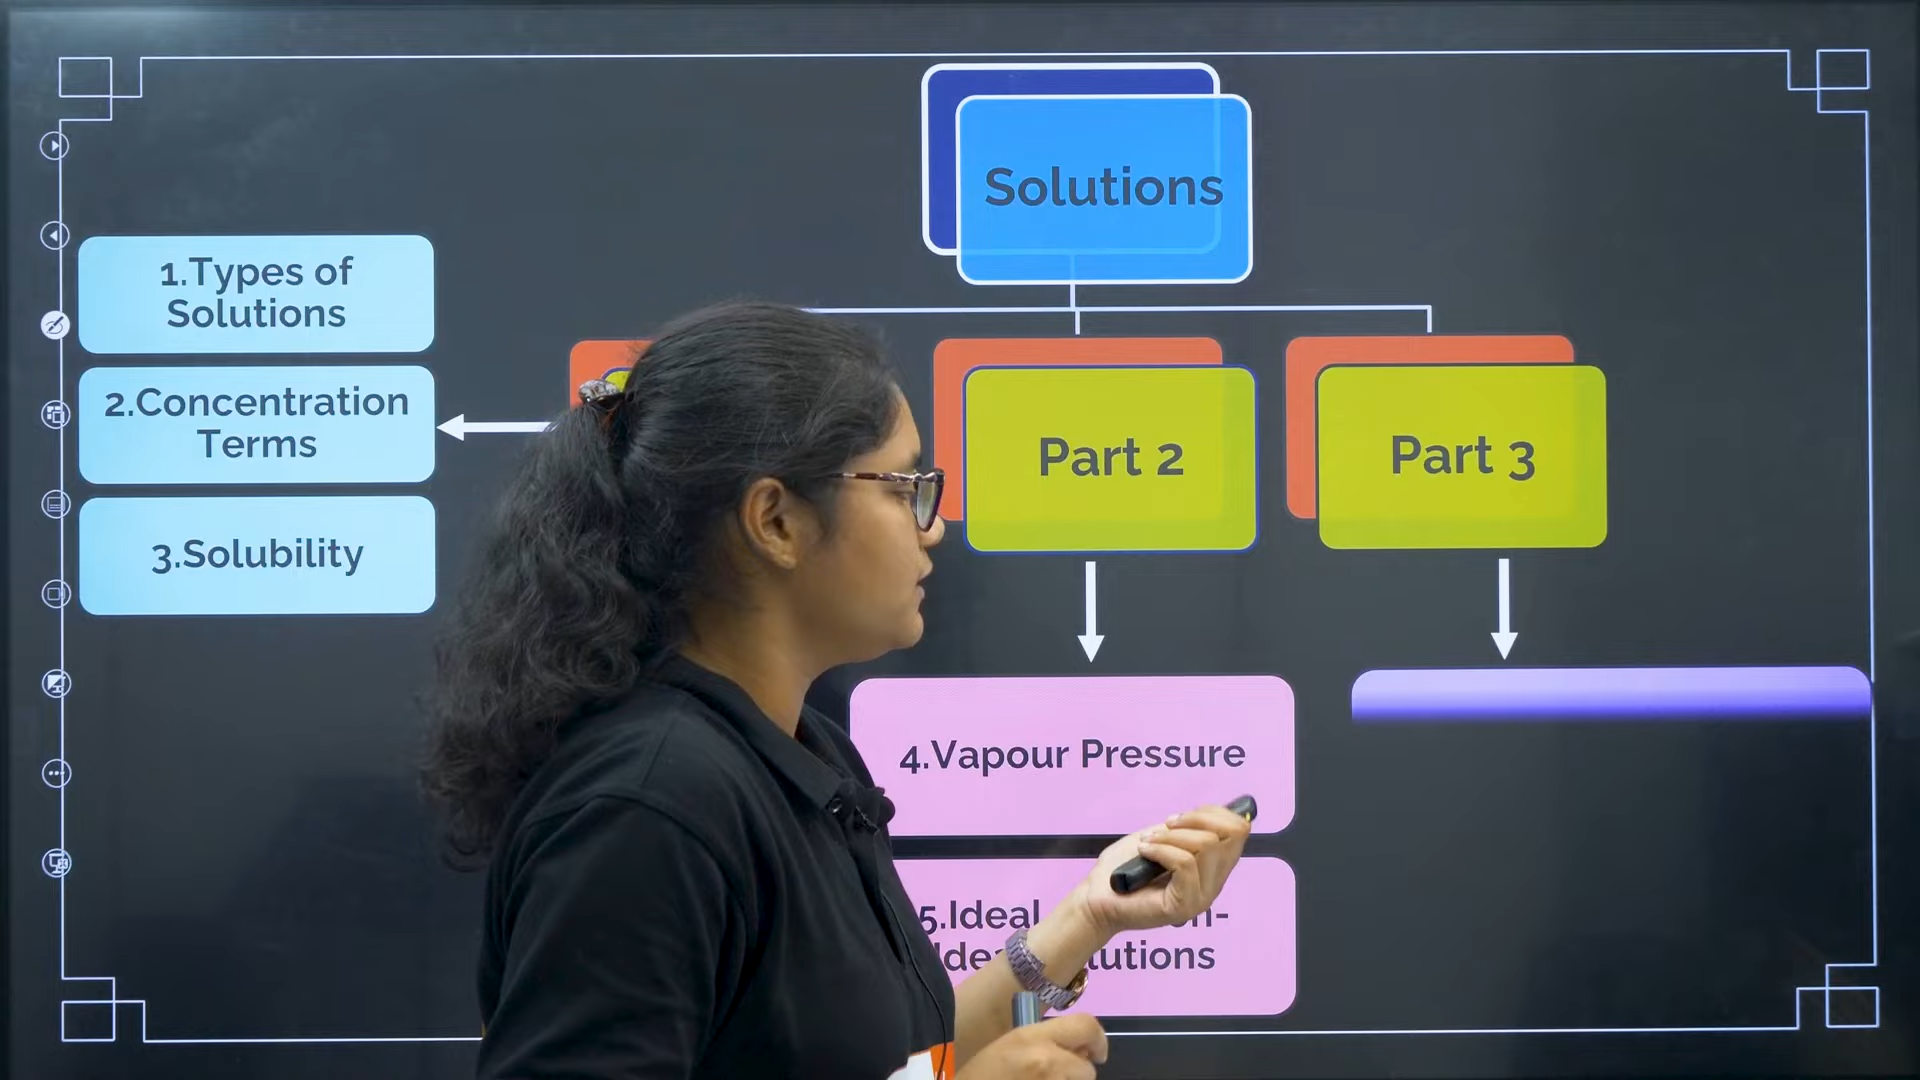 Solutions
1.Types of
Solutions
2.Concentration
Terms
3.Solubility
Part 2
Part 3
4.Vapour Pressure
5.Ideal